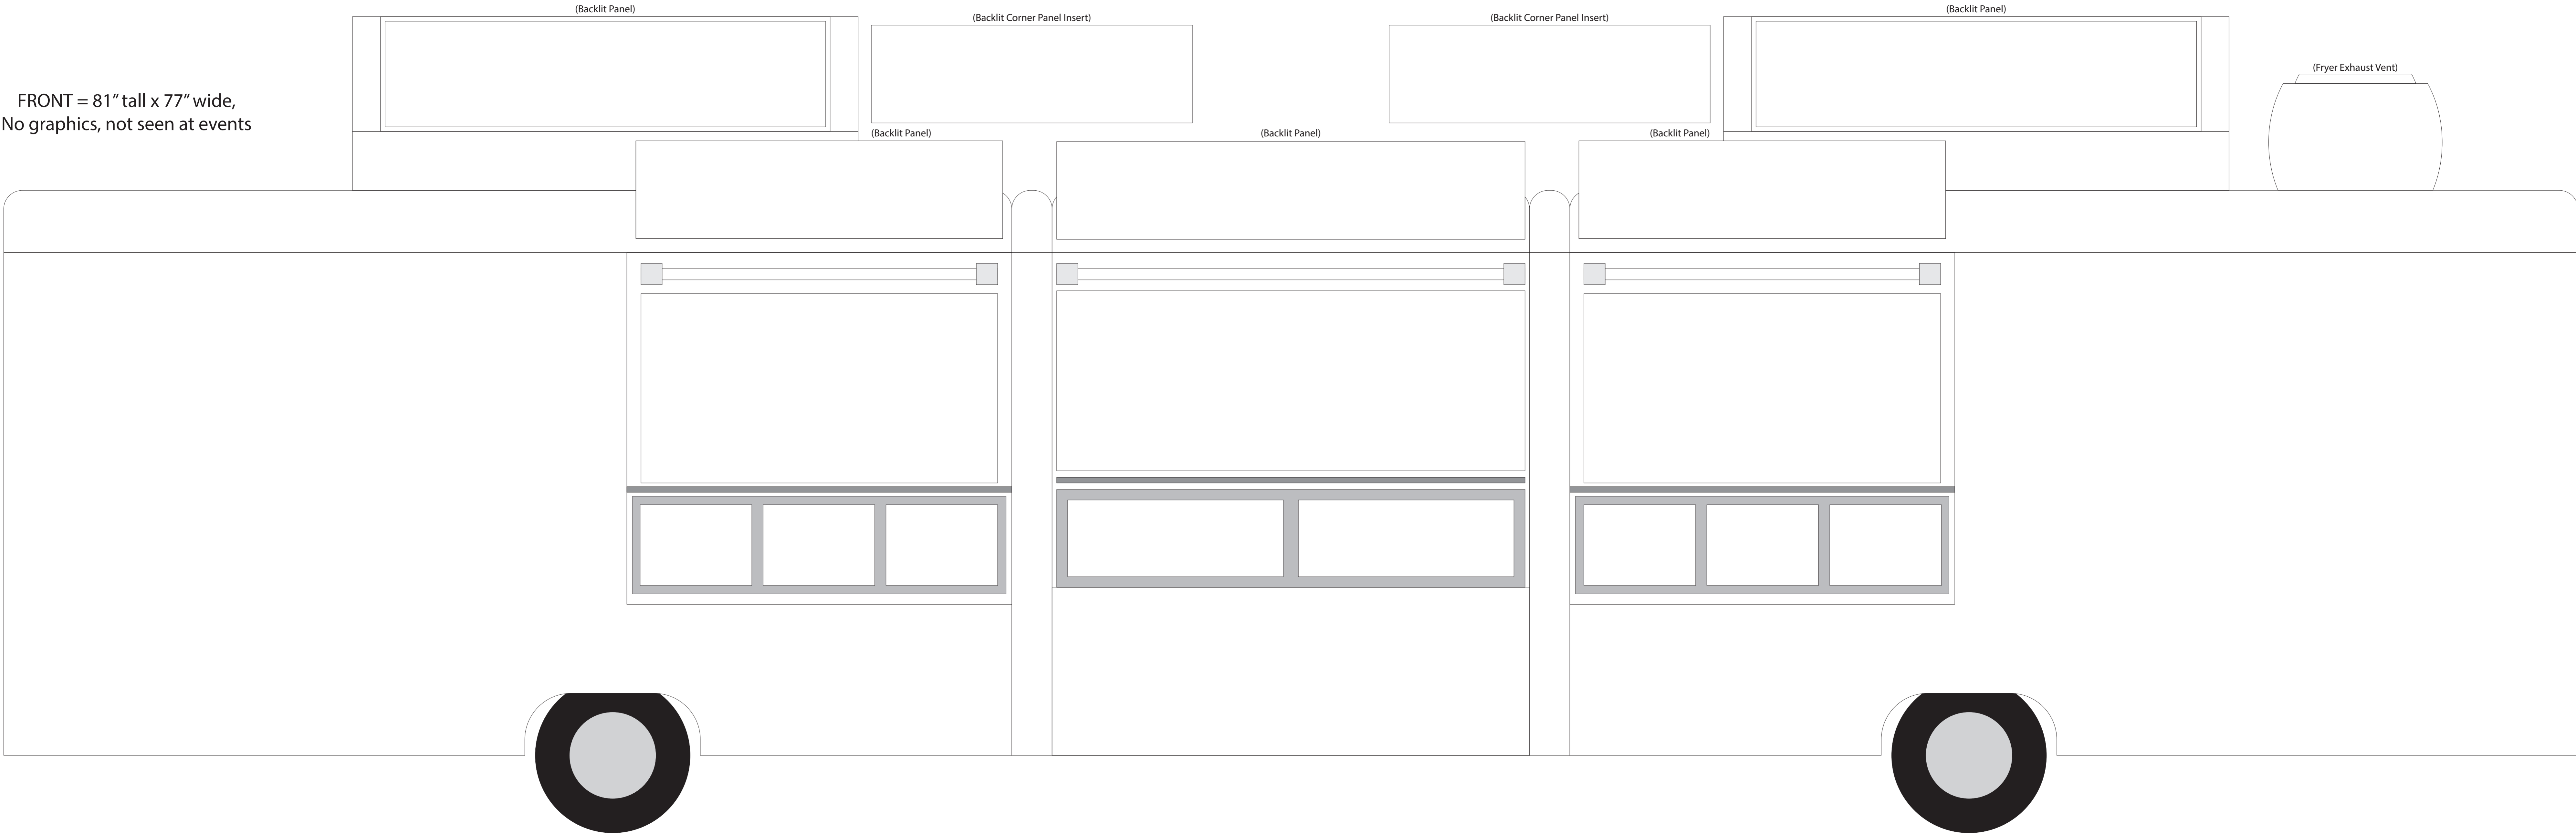 (Backlit Panel)
(Backlit Corner Panel Insert)
(Backlit Corner Panel Insert)
(Backlit Panel)
(Fryer Exhaust Vent)
FRONT = 81” tall x 77” wide,
No graphics, not seen at events
(Backlit Panel)
(Backlit Panel)
(Backlit Panel)